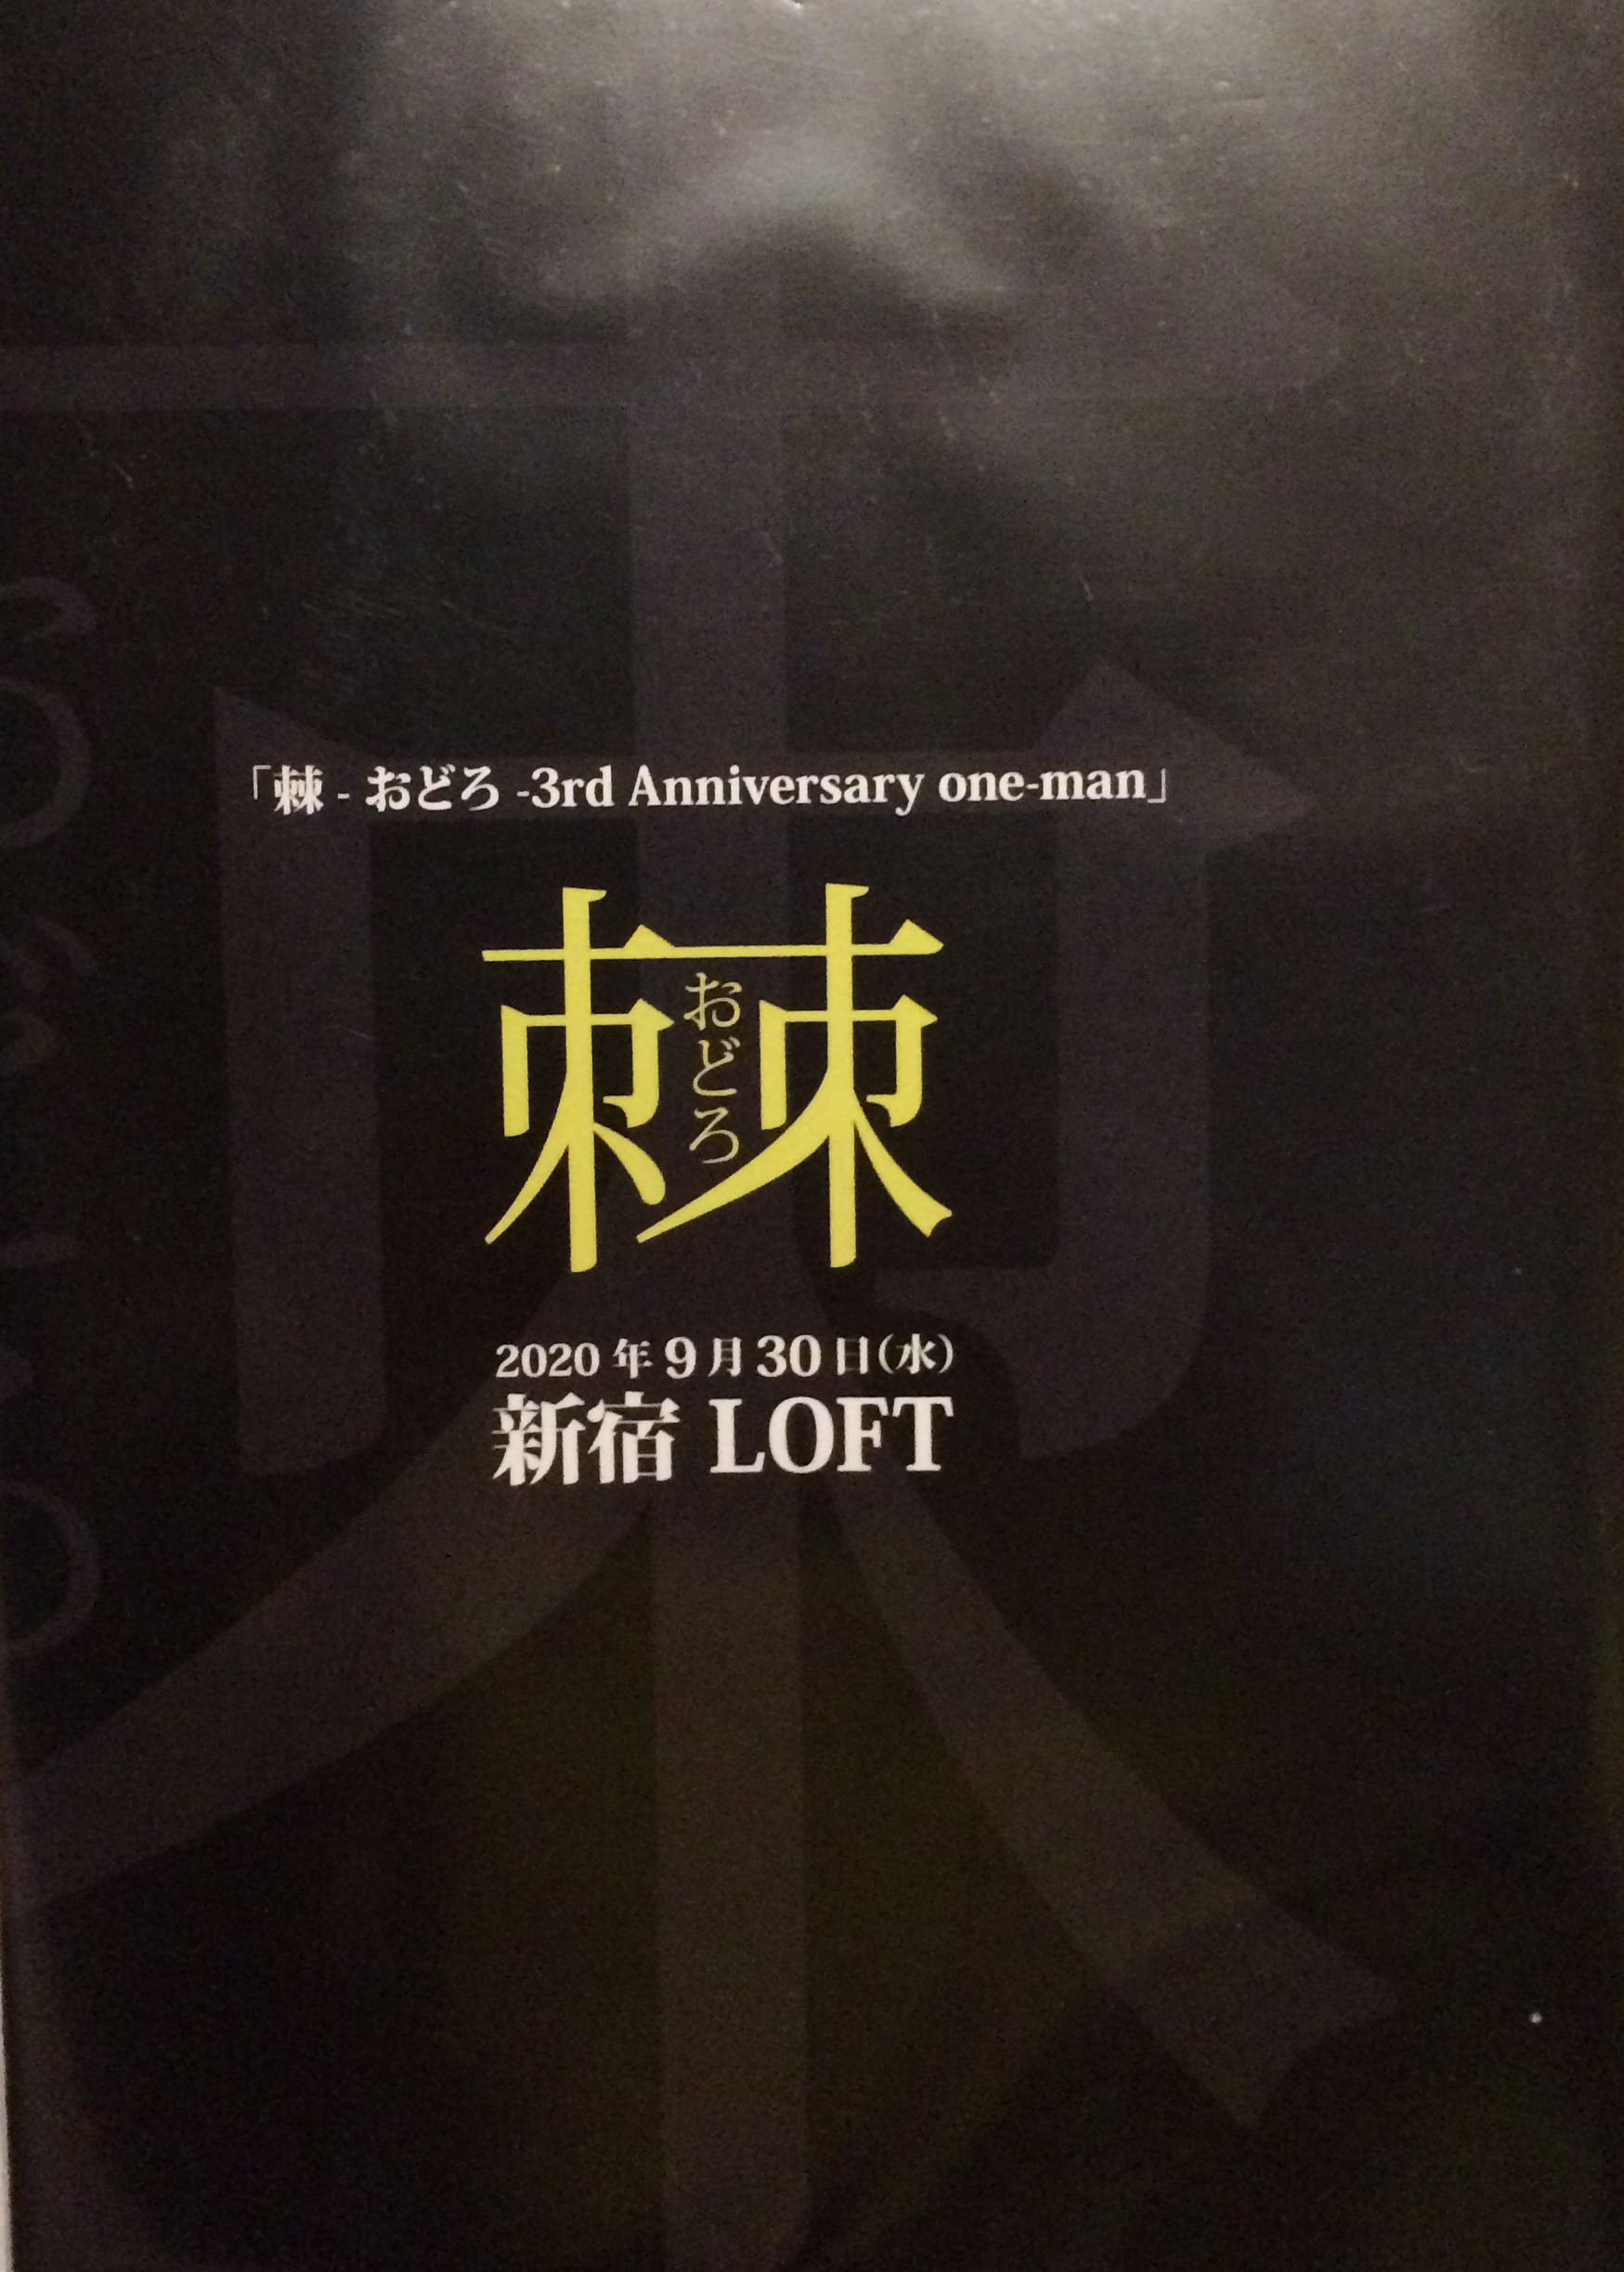 「棘 - おどろ -3rd Anniversary one-man」
棘
おどろ
2020年9月30日(水)
新宿 LOFT